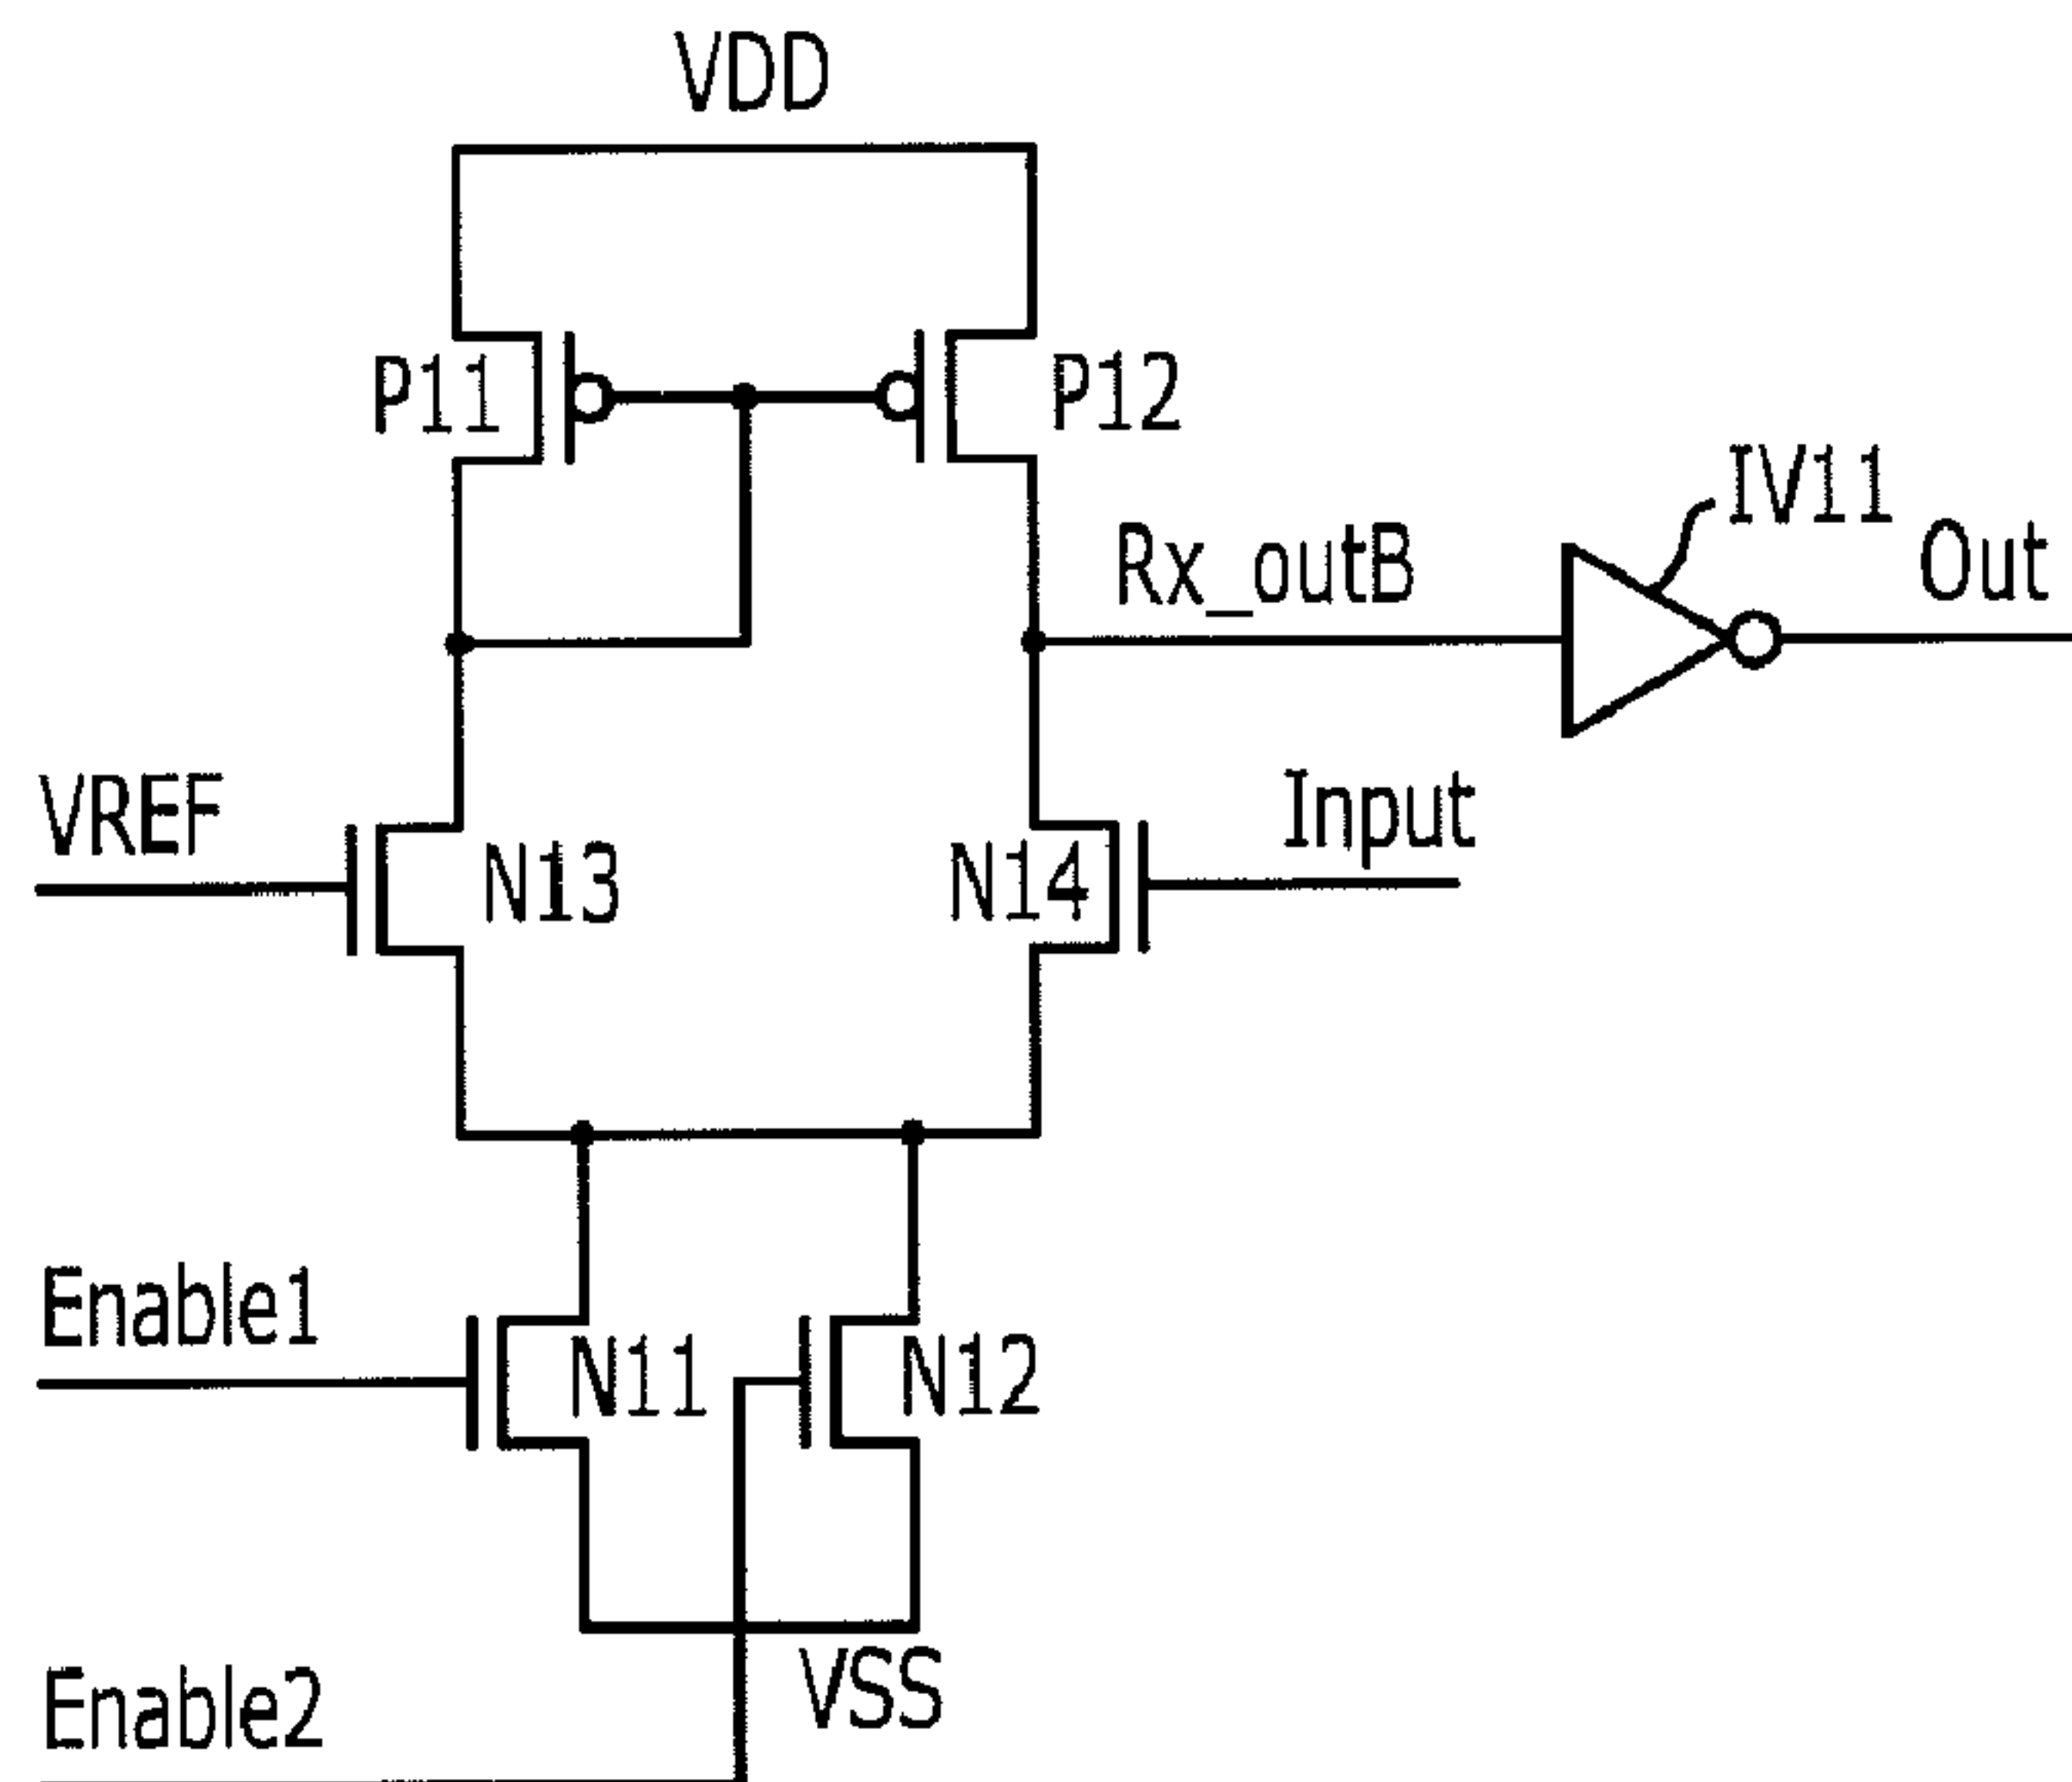 VDD
P11
P12
IV11
Rx_outB
Out
VREF
Input
N13
N14
Enable1
N11
N12
VSS
Enable2